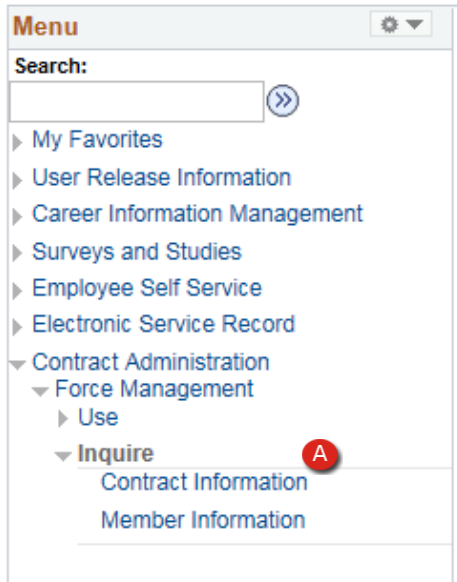 Menu
Search:
My Favorites
User Release Information
Career Information Management
Surveys and Studies
Employee Self Service
Electronic Service Record
Contract Administration
Force Management
Use
Inquire A
Contract Information
Member Information